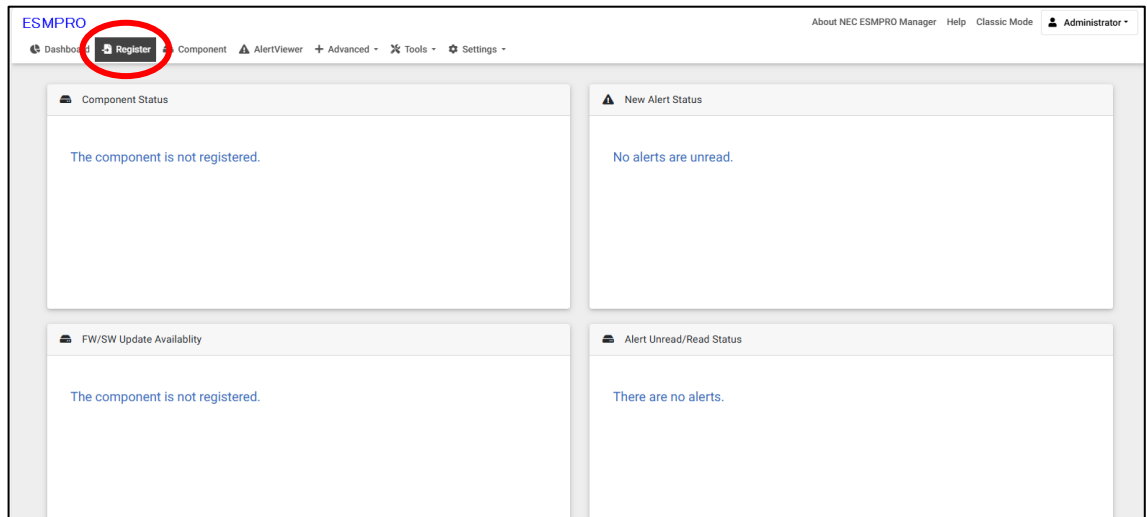 ESMPRO
About NEC ESMPRO Manager Help Classic Mode Administrator
Dashboard Register Component AlertViewer Advanced Tools Settings
Component Status
The component is not registered.
New Alert Status
No alerts are unread.
FW/SW Update Availablity
The component is not registered.
Alert Unread/Read Status
There are no alerts.